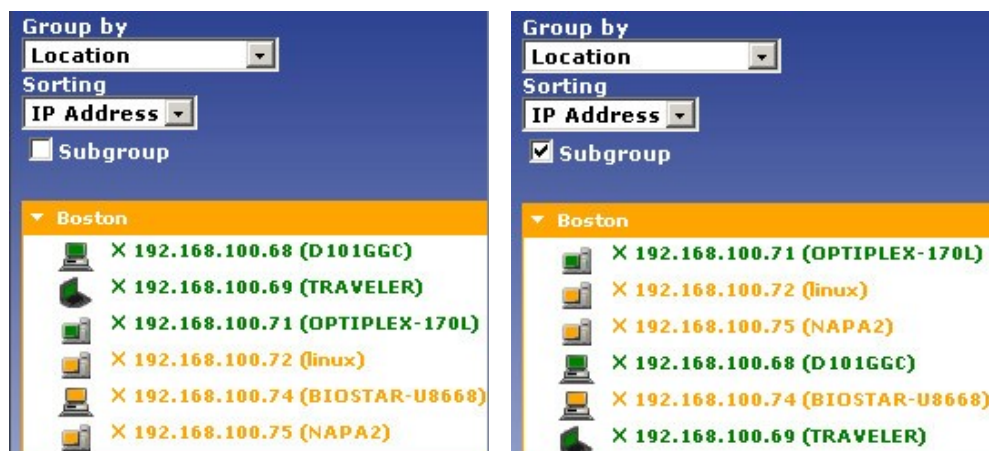 Group by
Location
Sorting
IP Address
Subgroup
Boston
X 192.168.100.68 (D101GGC)
X 192.168.100.69 (TRAVELER)
X 192.168.100.71 (OPTIPLEX-170L)
X 192.168.100.72 (linux)
X 192.168.100.74 (BIOSTAR-U8668)
X 192.168.100.75 (NAPA2)
Group by
Location
Sorting
IP Address
Subgroup
Boston
X 192.168.100.71 (OPTIPLEX-170L)
X 192.168.100.72 (linux)
X 192.168.100.75 (NAPA2)
X 192.168.100.68 (D101GGC)
X 192.168.100.74 (BIOSTAR-U8668)
X 192.168.100.69 (TRAVELER)